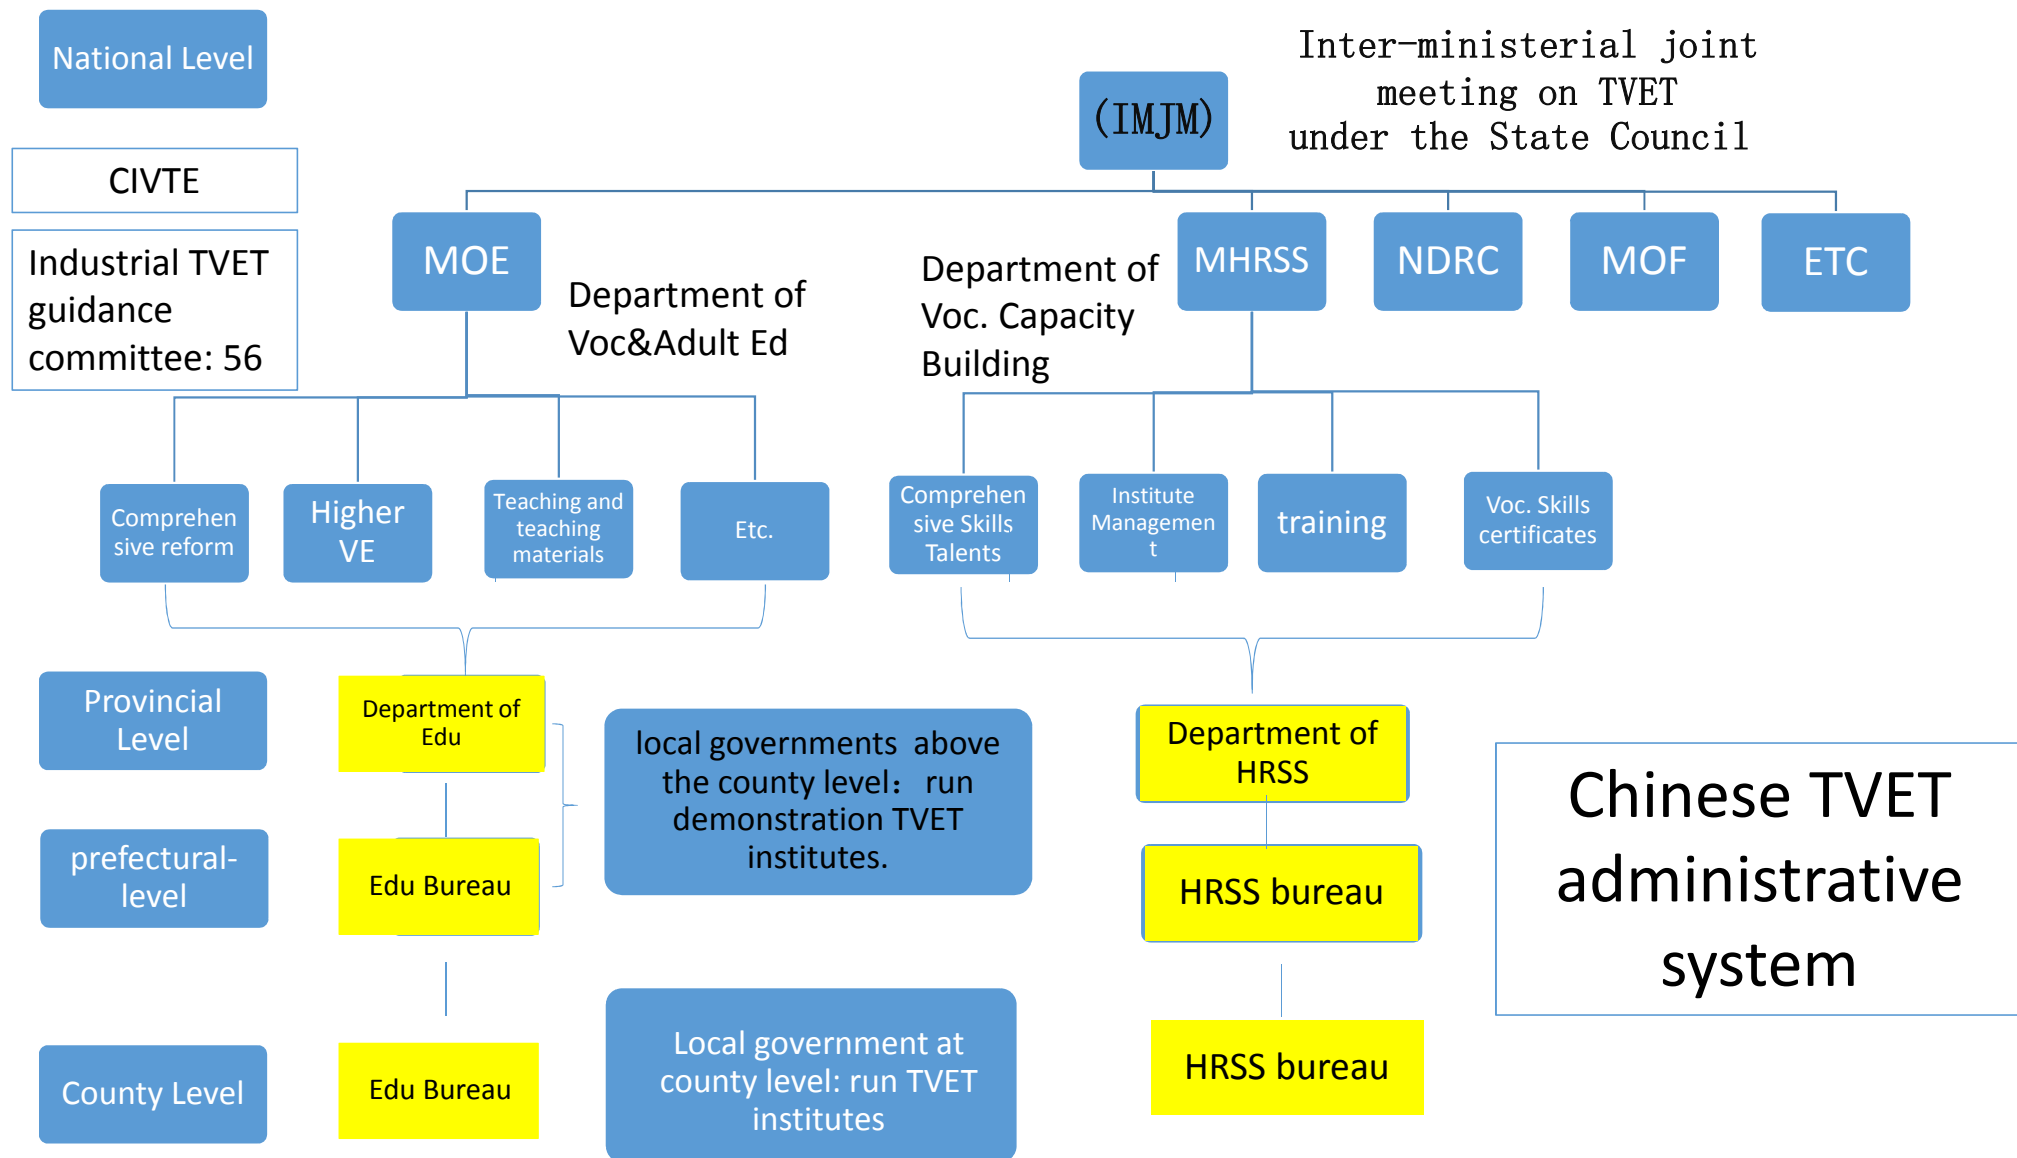 National Level
(IMJM)
Inter-ministerial joint
meeting on TVET
under the State Council
CIVTE
Industrial TVET
guidance
committee: 56
MOE
Department of
Voc&Adult Ed
Department of
Voc. Capacity
Building
MHRSS
NDRC
MOF
ETC
Comprehen
sive reform
Higher
VE
Teaching and
teaching
materials
Etc.
Comprehen
sive Skills
Talents
Institute
Managemen
t
training
Voc. Skills
certificates
Provincial
Level
Department of
Edu
local governments  above
the county level： run
demonstration TVET
institutes.
Department of
HRSS
Chinese TVET
administrative
system
prefectural-
level
Edu Bureau
HRSS bureau
County Level
Edu Bureau
Local government at
county level: run TVET
institutes
HRSS bureau